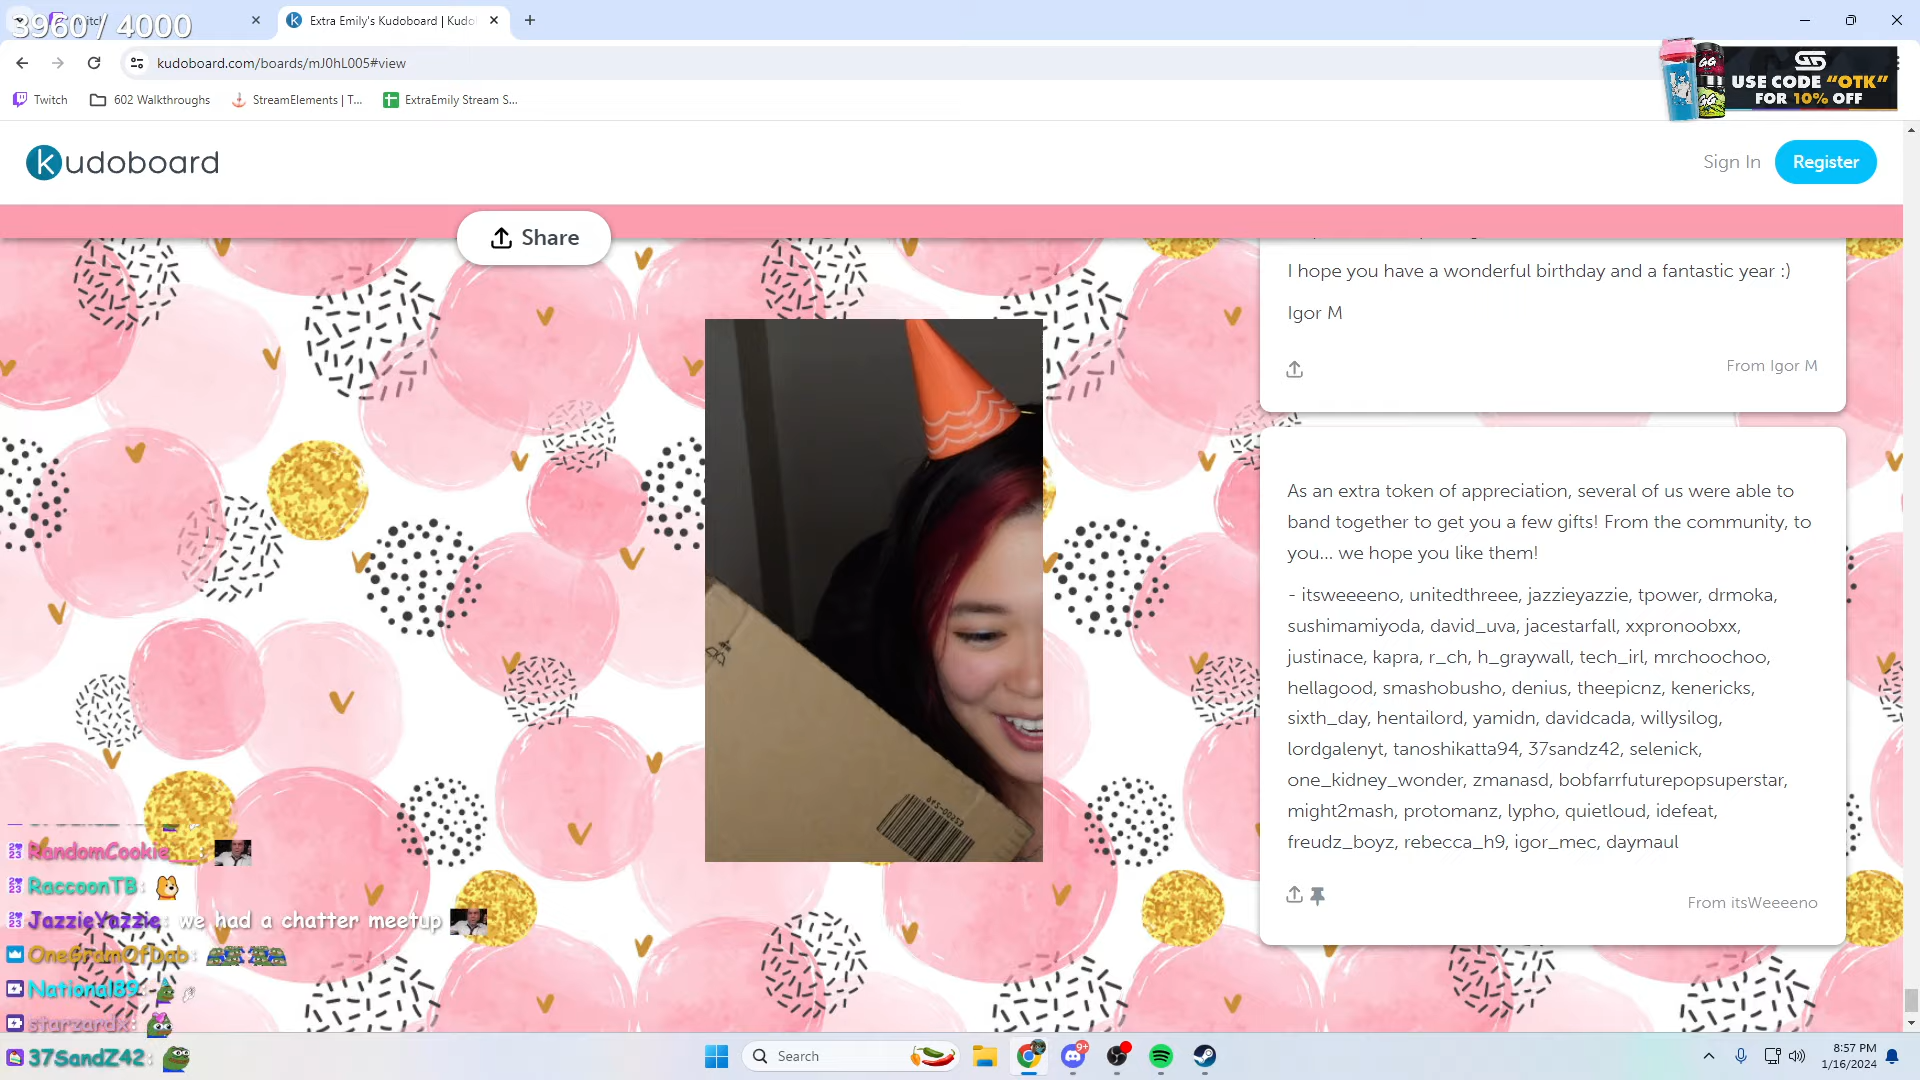 3960 / 4000
Extra Emily's Kudoboard | Kudo
kudoboard.com/boards/mJ0hL005#view
Twitch
602 Walkthroughs
StreamElements | T...
ExtraEmily Stream S...
GG
GG
USE CODE "OTK"
FOR 10% OFF
kudoboard
Sign In
Register
Share
I hope you have a wonderful birthday and a fantastic year :)
Igor M
From Igor M
As an extra token of appreciation, several of us were able to
band together to get you a few gifts! From the community, to
you... we hope you like them!
- itsweeeeno, unitedthreee, jazzieyazzie, tpower, drmoka,
sushimamiyoda, david_uva, jacestarfall, xxpronoobxx,
justinace, kapra, r_ch, h_graywall, tech_irl, mrchoochoo,
hellagood, smashobusho, denius, theepicnz, kenericks,
sixth_day, hentailord, yamidn, davidcada, willysilog,
lordgalenyt, tanoshikatta94, 37sandz42, selenick,
one_kidney_wonder, zmanasd, bobfarrfuturepopsuperstar,
might2mash, protomanz, lypho, quietloud, idefeat,
freudz_boyz, rebecca_h9, igor_mec, daymaul
From itsWeeeeno
RandomCookie
RaccoonTB:
JazzieYazzie: we had a chatter meetup
OneGramOfDab:
National89:
starzardx:
37SandZ42:
Search
9+
8:57 PM
1/16/2024